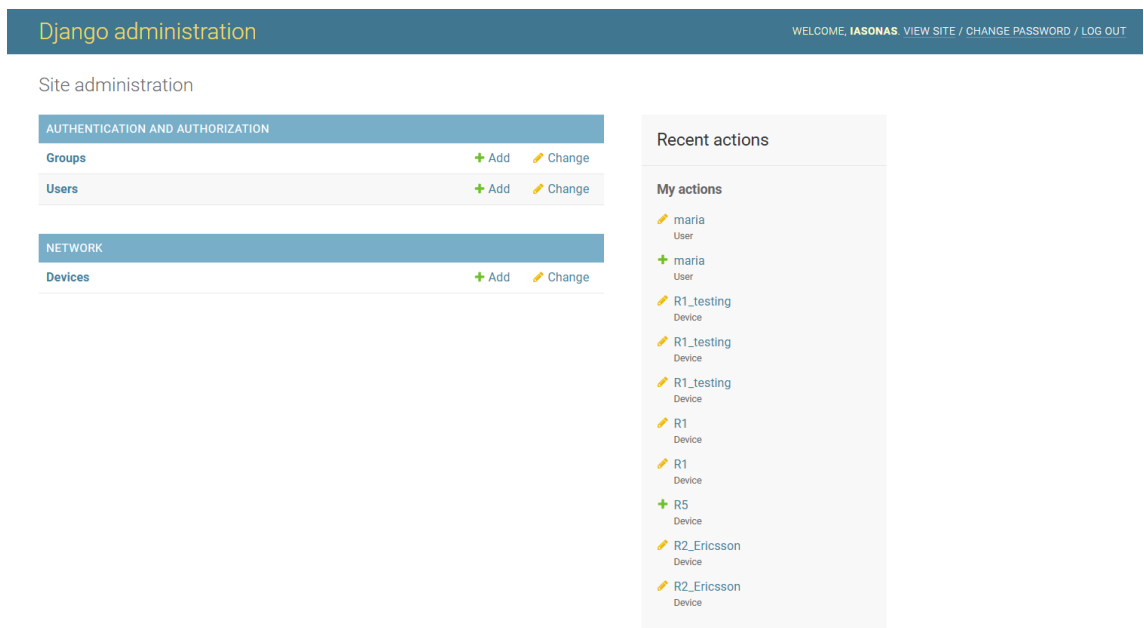 Django administration
WELCOME, IASONAS. VIEW SITE / CHANGE PASSWORD / LOG OUT
Site administration
AUTHENTICATION AND AUTHORIZATION
Groups Add Change
Users Add Change
NETWORK
Devices Add Change
Recent actions
My actions
maria
User
maria
User
R1_testing
Device
R1_testing
Device
R1_testing
Device
R1
Device
R1
Device
R5
Device
R2_Ericsson
Device
R2_Ericsson
Device